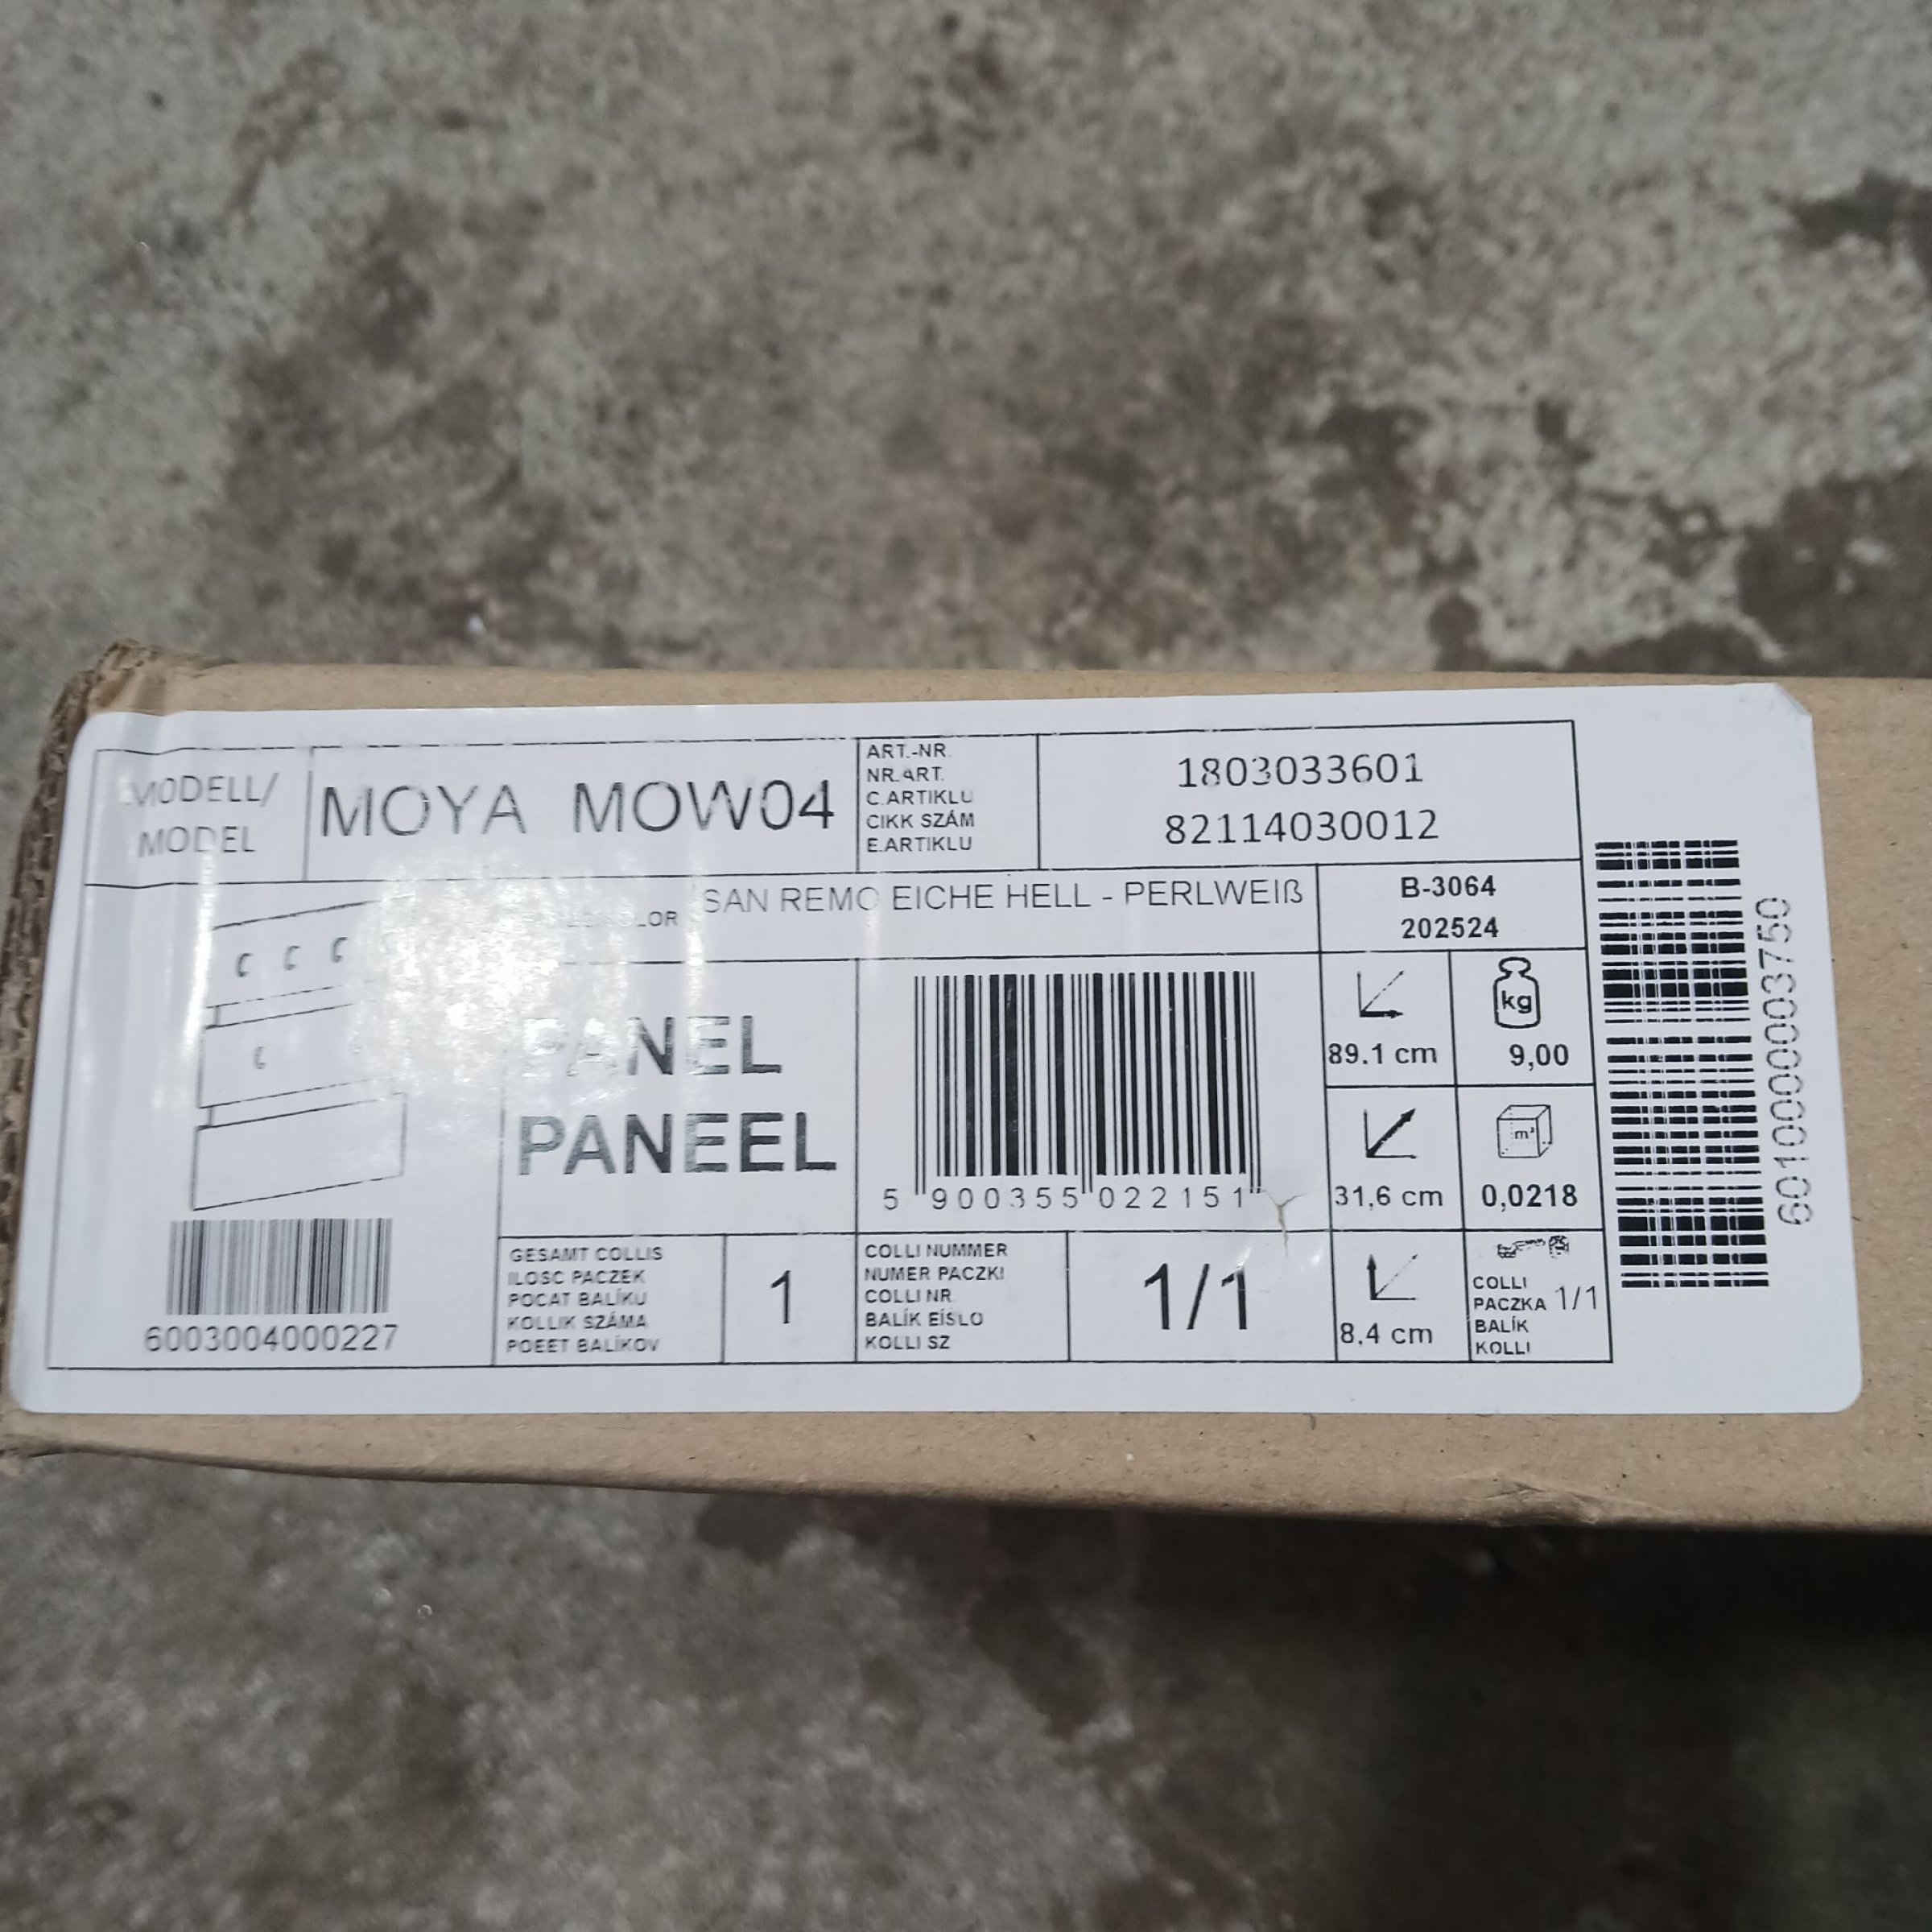 MODELL/
MODEL
MOYA MOW04
ART.-NR.
NR.ART.
C.ARTIKLU
CIKK SZÁM
E.ARTIKLU
1803033601
82114030012
SAN REMO EICHE HELL - PERLWEIß
B-3064
202524
PANEL
PANEEL
5 900355 022151
89.1 cm
kg
9,00
31,6 cm
m³
0,0218
6003004000227
GESAMT COLLIS
ILOSC PACZEK
POCAT BALÍKU
KOLLIK SZÁMA
POEET BALÍKOV
1
COLLI NUMMER
NUMER PACZKI
COLLI NR
BALÍK EÍSLO
KOLLI SZ
1/1
8,4 cm
COLLI
PACZKA 1/1
BALÍK
KOLLI
6010000003750